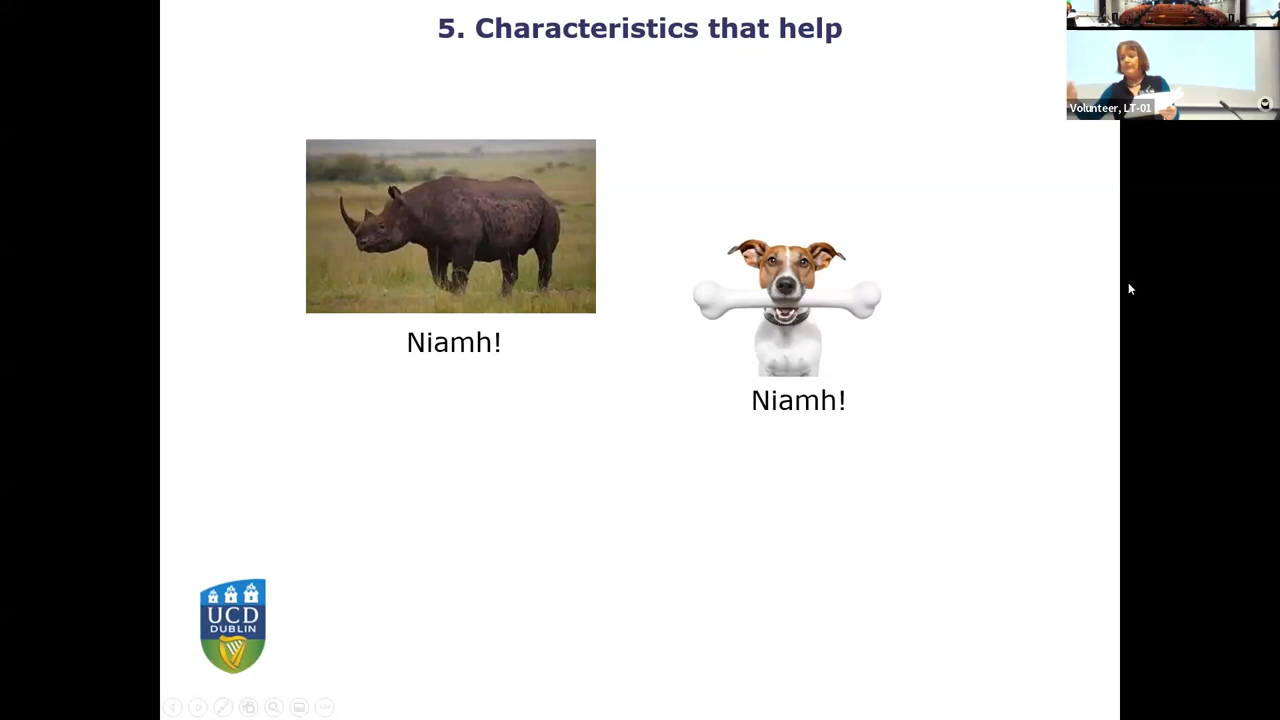 5. Characteristics that help
Volunteer, LT-01
Niamh!
Niamh!
UCD
DUBLIN